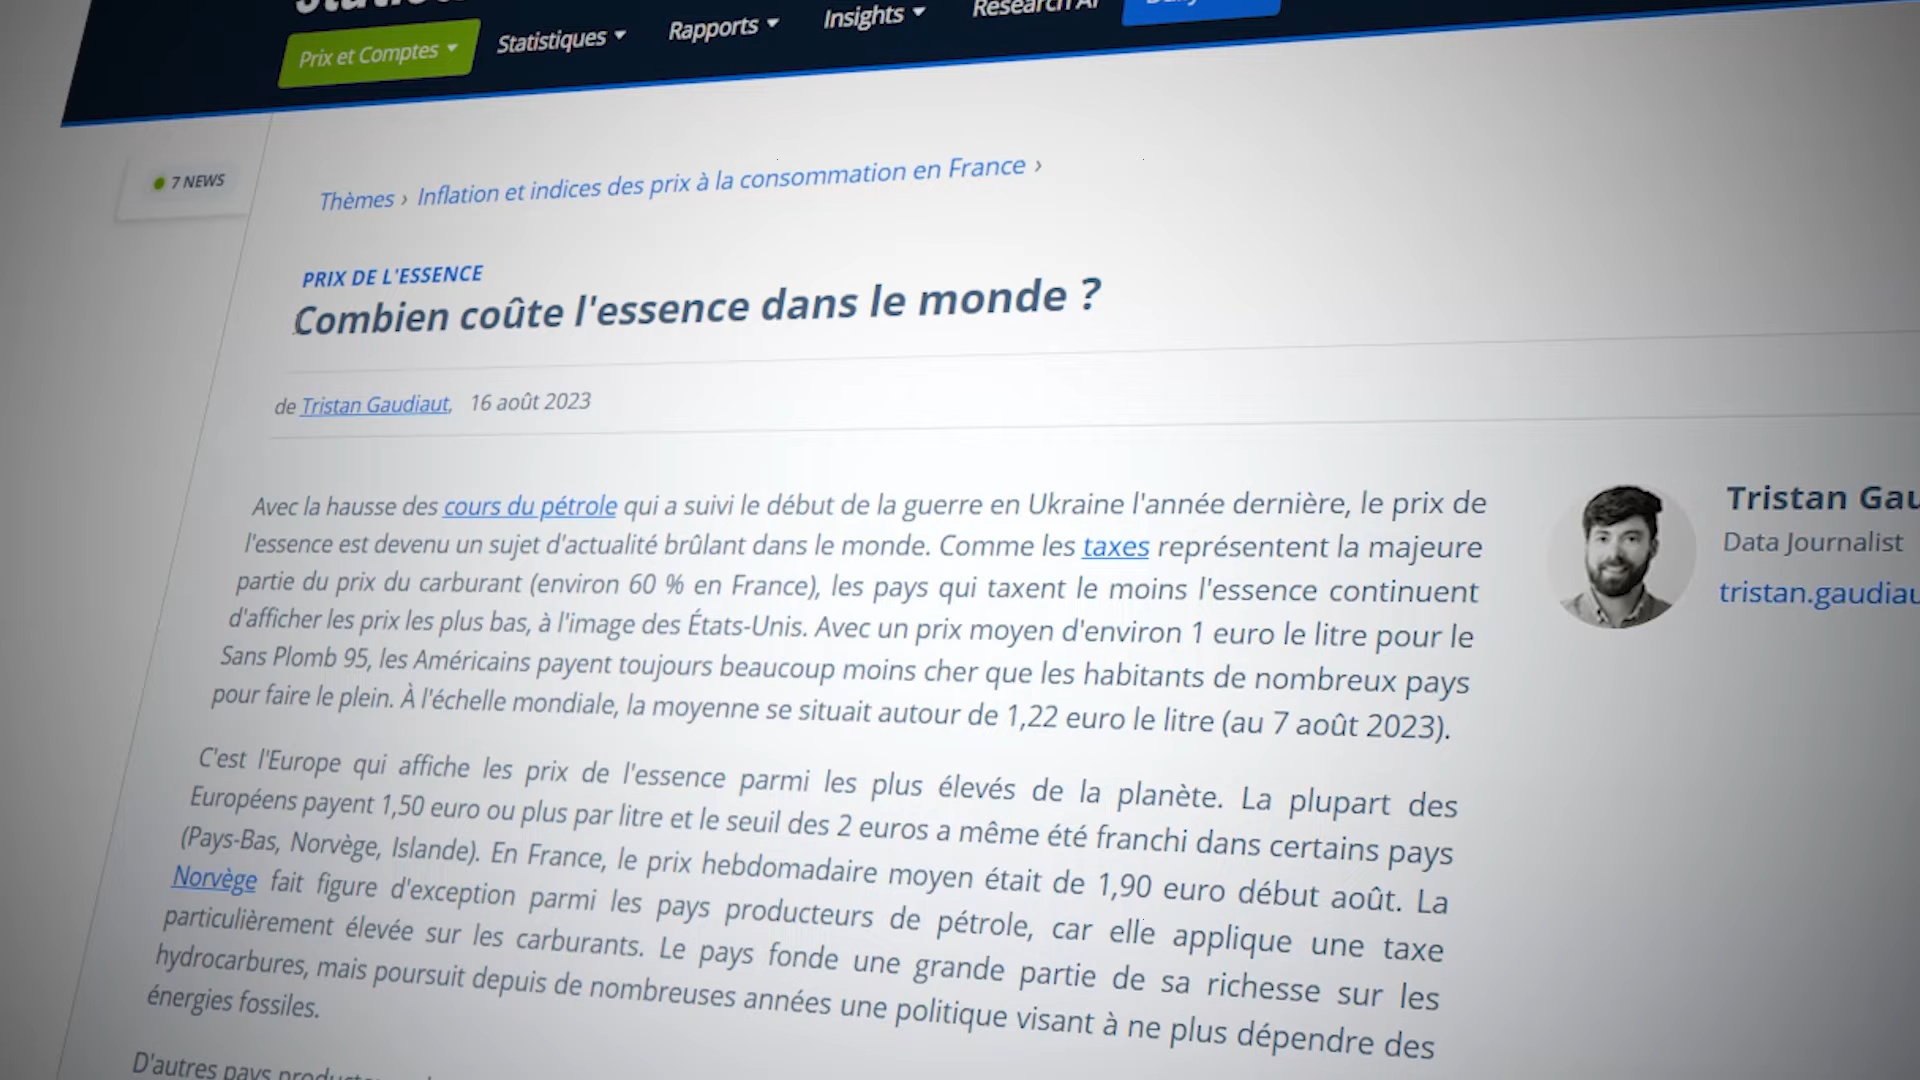 Prix et Comptes
Statistiques
Rapports
Insights
Research AI
7 NEWS
Thèmes › Inflation et indices des prix à la consommation en France ›
PRIX DE L'ESSENCE
Combien coûte l'essence dans le monde ?
de Tristan Gaudiaut, 16 août 2023
Avec la hausse des cours du pétrole qui a suivi le début de la guerre en Ukraine l'année dernière, le prix de
l'essence est devenu un sujet d'actualité brûlant dans le monde. Comme les taxes représentent la majeure
partie du prix du carburant (environ 60 % en France), les pays qui taxent le moins l'essence continuent
d'afficher les prix les plus bas, à l'image des États-Unis. Avec un prix moyen d'environ 1 euro le litre pour le
Sans Plomb 95, les Américains payent toujours beaucoup moins cher que les habitants de nombreux pays
pour faire le plein. À l'échelle mondiale, la moyenne se situait autour de 1,22 euro le litre (au 7 août 2023).
C'est l'Europe qui affiche les prix de l'essence parmi les plus élevés de la planète. La plupart des
Européens payent 1,50 euro ou plus par litre et le seuil des 2 euros a même été franchi dans certains pays
(Pays-Bas, Norvège, Islande). En France, le prix hebdomadaire moyen était de 1,90 euro début août. La
Norvège fait figure d'exception parmi les pays producteurs de pétrole, car elle applique une taxe
particulièrement élevée sur les carburants. Le pays fonde une grande partie de sa richesse sur les
hydrocarbures, mais poursuit depuis de nombreuses années une politique visant à ne plus dépendre des
énergies fossiles.
D'autres pays
Tristan Gau
Data Journalist
tristan.gaudiau